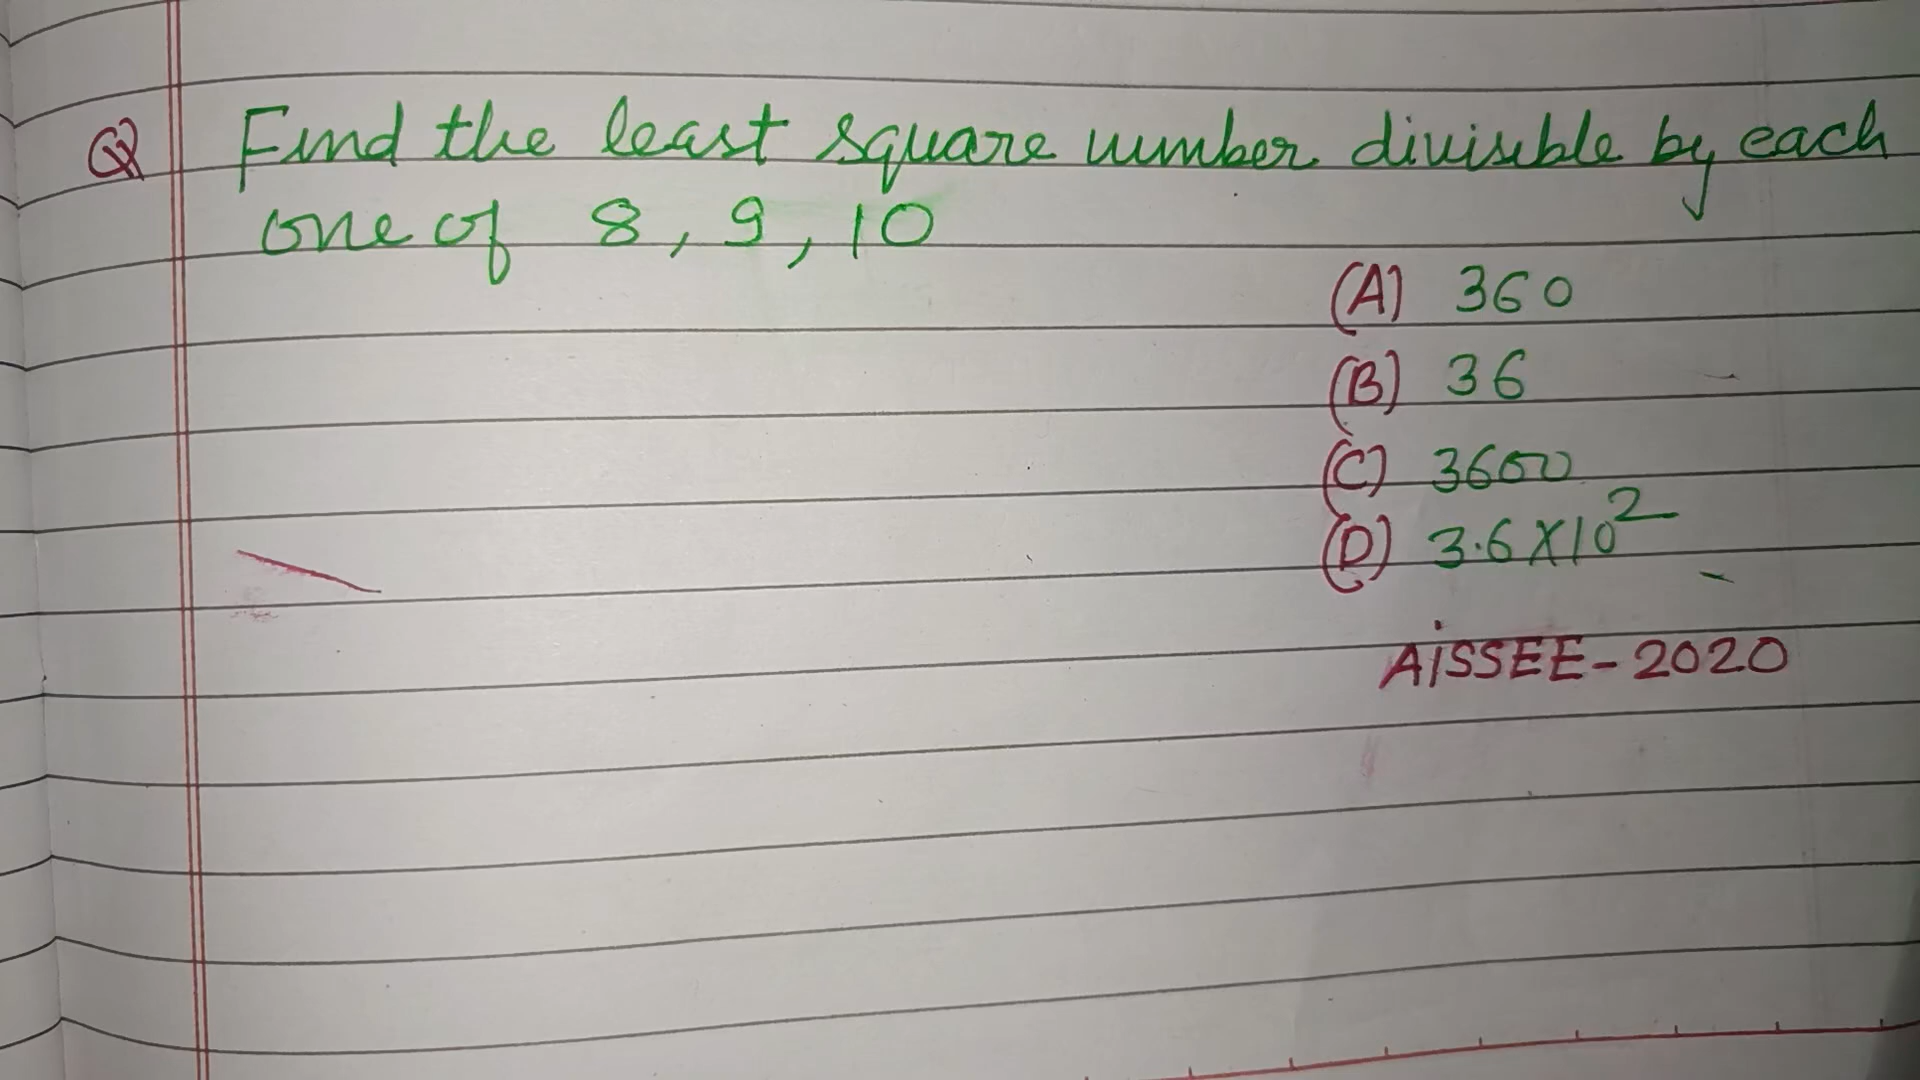 Q Find the least square number divisible by each
one of 8, 9, 10
(A) 360
(B) 36
(C) 3600
(D) 3.6 X 10²
AiSSEE-2020